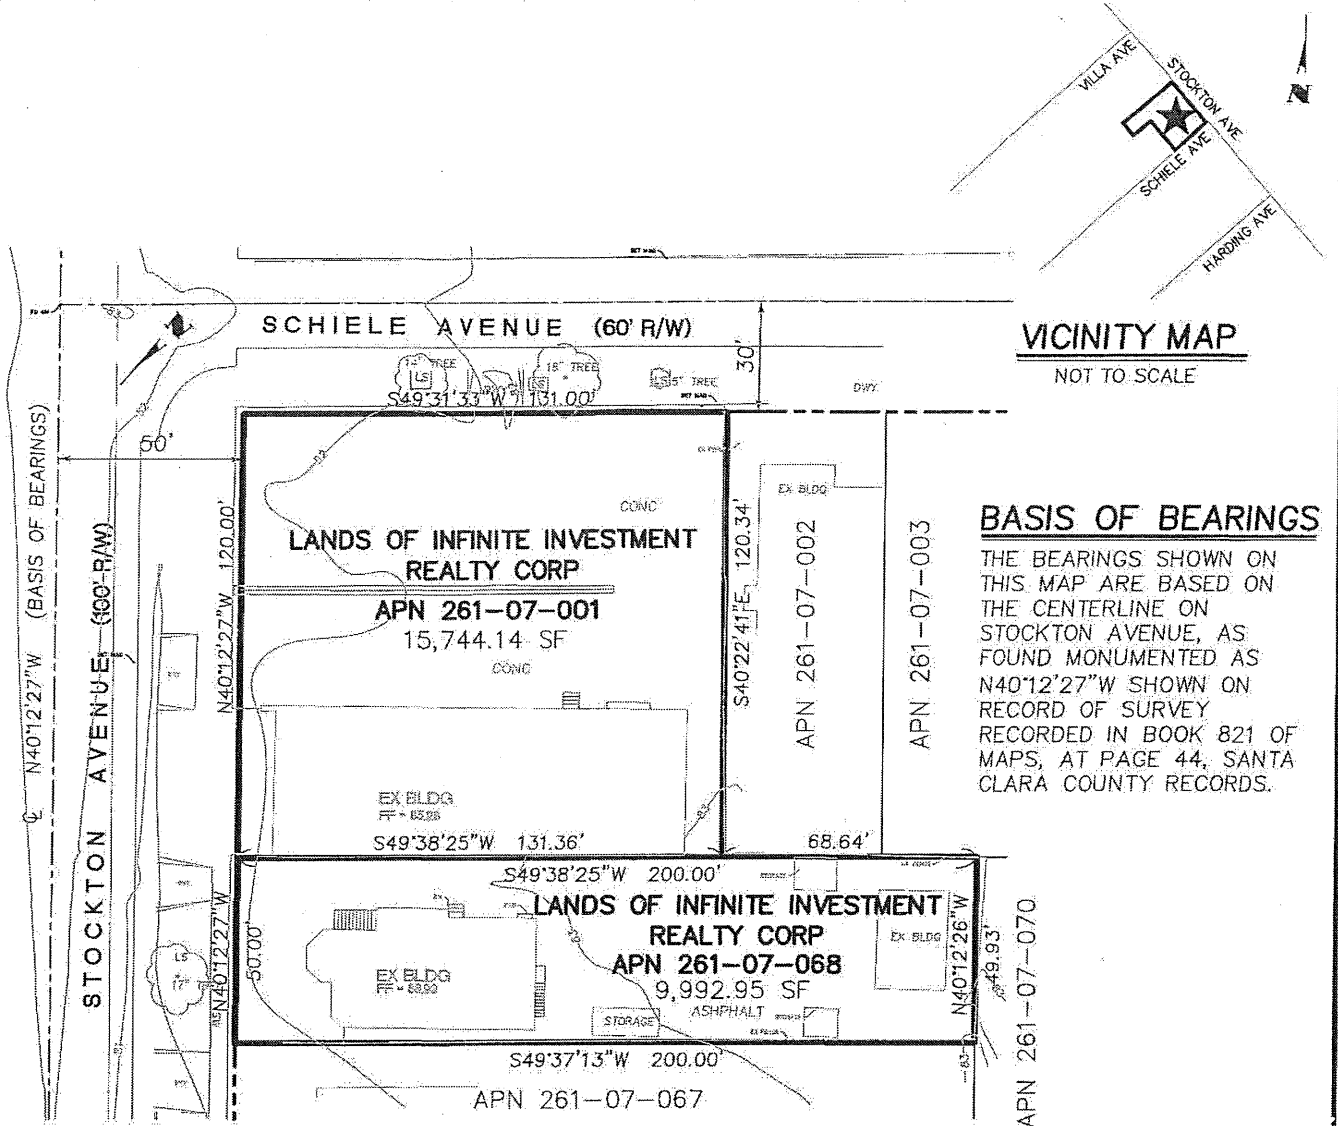 VILLA AVE
STOCKTON AVE
SCHIELE AVE
HARDING AVE
N
VICINITY MAP
NOT TO SCALE
SCHIELE AVENUE (60' R/W)
N
30'
TREE
LS
18" TREE
LS
LS 5" TREE
DWY.
S49°31'33"W 131.00'
50'
N40°12'27"W (BASIS OF BEARINGS)
STOCKTON AVENUE (100' R/W)
N40°12'27"W 120.00'
CONC
LANDS OF INFINITE INVESTMENT
REALTY CORP
APN 261-07-001
15,744.14 SF
CONC
S40°22'41"E 120.34'
EX BLDG
APN 261-07-002
APN 261-07-003
BASIS OF BEARINGS
THE BEARINGS SHOWN ON
THIS MAP ARE BASED ON
THE CENTERLINE ON
STOCKTON AVENUE, AS
FOUND MONUMENTED AS
N40°12'27"W SHOWN ON
RECORD OF SURVEY
RECORDED IN BOOK 821 OF
MAPS, AT PAGE 44, SANTA
CLARA COUNTY RECORDS.
EX BLDG
S49°38'25"W 131.36'
68.64'
S49°38'25"W 200.00'
LANDS OF INFINITE INVESTMENT
REALTY CORP
APN 261-07-068
9,992.95 SF
ASHPHALT
STORAGE
EX BLDG
EX BLDG
N40°12'27"W
50.00'
N40°12'26"W
49.93'
LS
17"
S49°37'13"W 200.00'
83
APN 261-07-067
APN 261-07-070